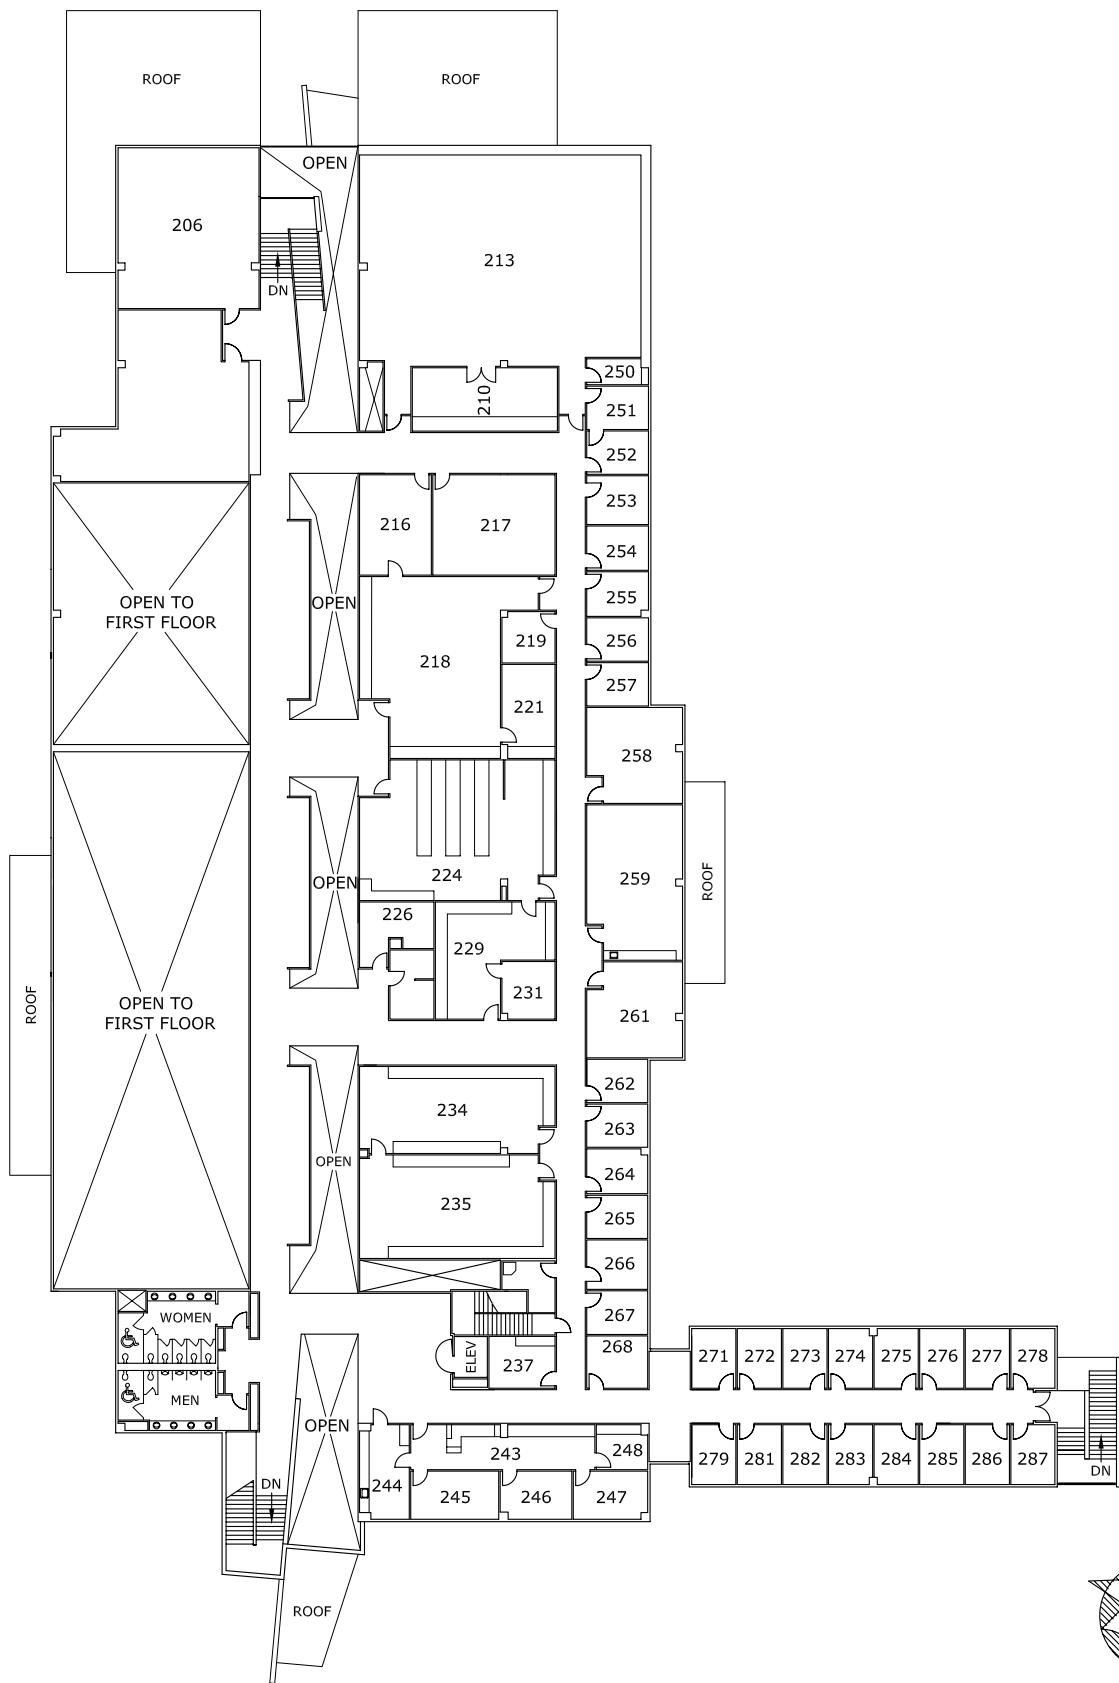 ROOF
ROOF
OPEN
206
213
DN
250
210
251
252
253
216
217
254
OPEN TO
FIRST FLOOR
OPEN
255
219
256
218
257
221
258
224
OPEN
259
ROOF
226
229
231
ROOF
OPEN TO
FIRST FLOOR
261
262
234
263
OPEN
264
235
265
266
WOMEN
267
268
ELEV
237
271
272
273
274
275
276
277
278
MEN
OPEN
243
248
279
281
282
283
284
285
286
287
DN
DN
244
245
246
247
ROOF